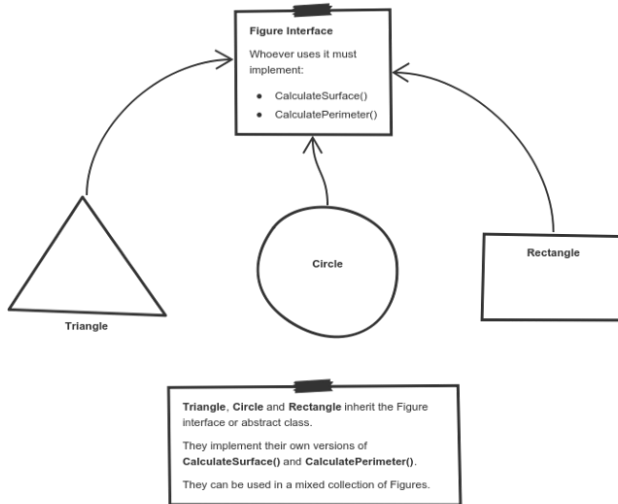 Figure Interface
Whoever uses it must
implement:
● CalculateSurface()
● CalculatePerimeter()
Circle
Rectangle
Triangle
Triangle, Circle and Rectangle inherit the Figure
interface or abstract class.
They implement their own versions of
CalculateSurface() and CalculatePerimeter().
They can be used in a mixed collection of Figures.